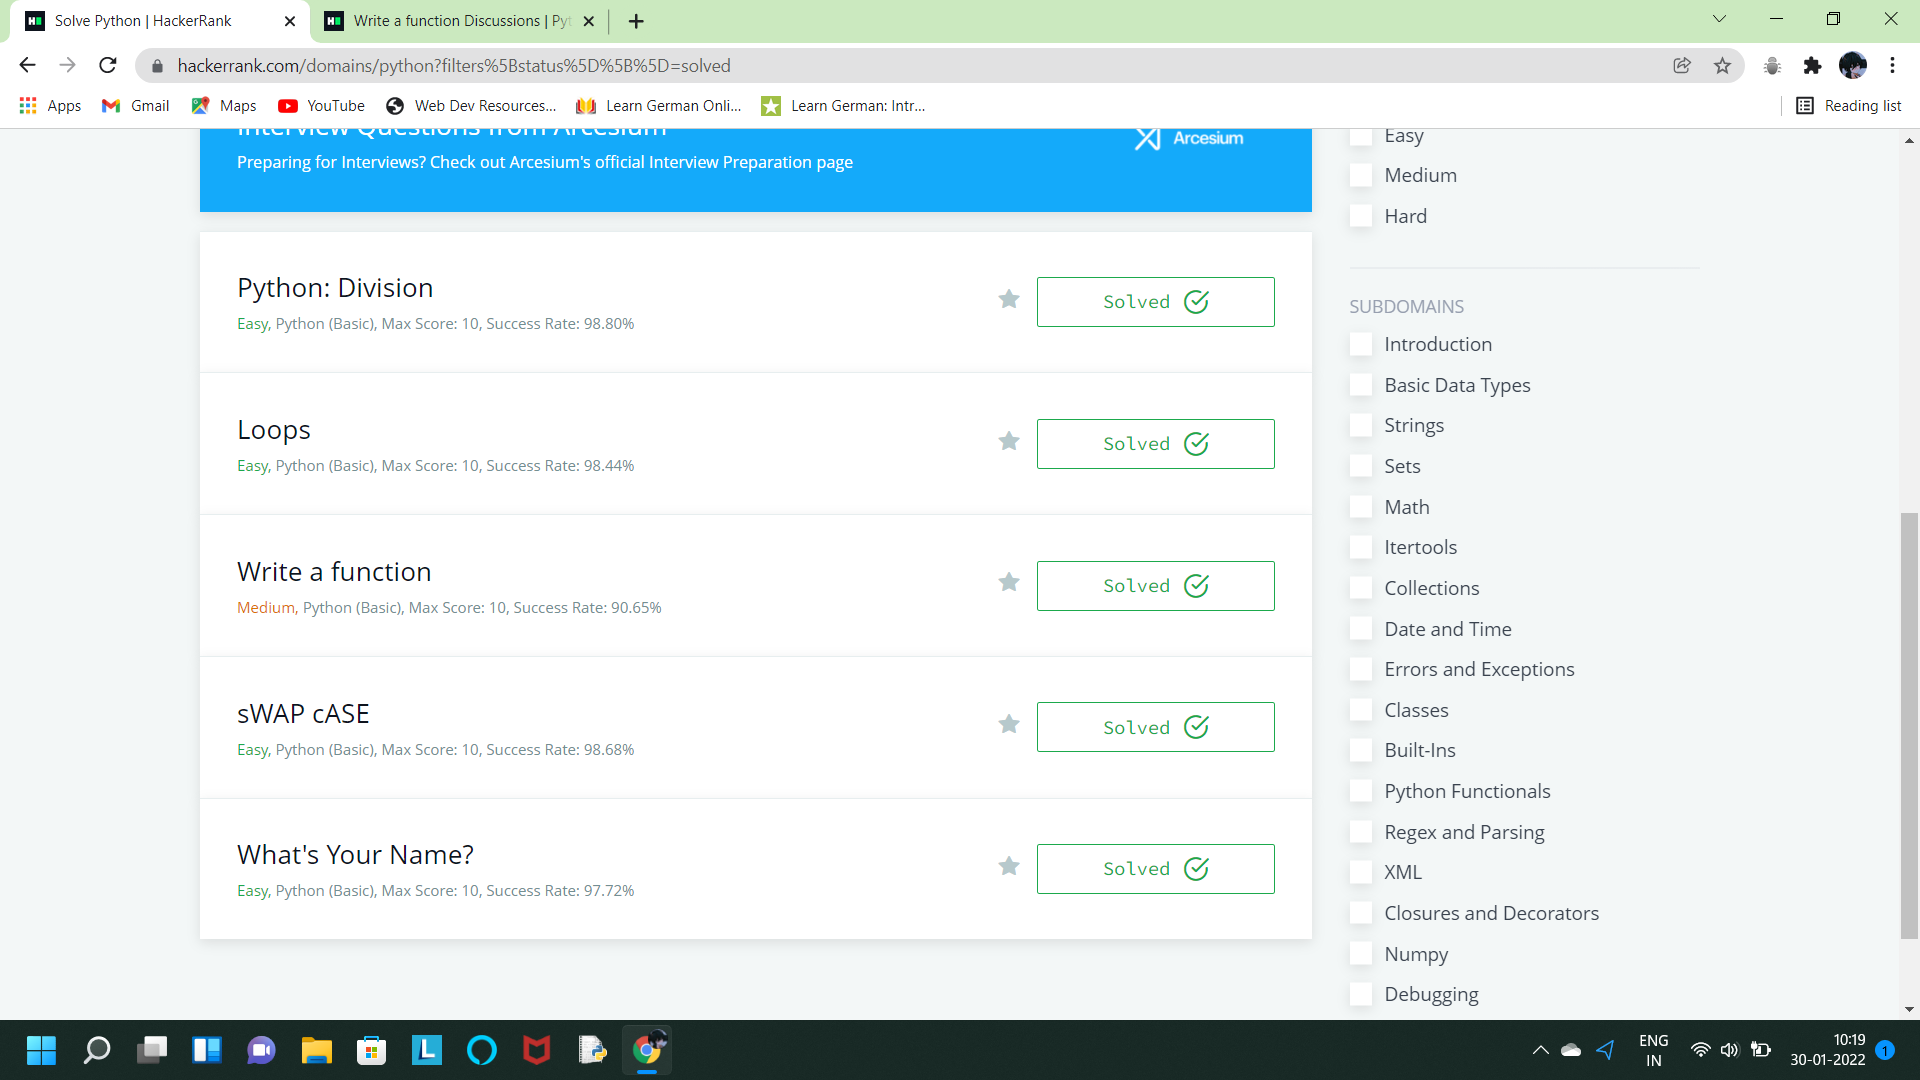 Solve Python | HackerRank
Write a function Discussions | Pyt
hackerrank.com/domains/python?filters%5Bstatus%5D%5B%5D=solved
Apps
Gmail
Maps
YouTube
Web Dev Resources...
Learn German Onli...
Learn German: Intr...
Reading list
Interview Questions from Arcesium
Preparing for Interviews? Check out Arcesium's official Interview Preparation page
Arcesium
Python: Division
Easy, Python (Basic), Max Score: 10, Success Rate: 98.80%
Solved
Loops
Easy, Python (Basic), Max Score: 10, Success Rate: 98.44%
Solved
Write a function
Medium, Python (Basic), Max Score: 10, Success Rate: 90.65%
Solved
sWAP cASE
Easy, Python (Basic), Max Score: 10, Success Rate: 98.68%
Solved
What's Your Name?
Easy, Python (Basic), Max Score: 10, Success Rate: 97.72%
Solved
Easy
Medium
Hard
SUBDOMAINS
Introduction
Basic Data Types
Strings
Sets
Math
Itertools
Collections
Date and Time
Errors and Exceptions
Classes
Built-Ins
Python Functionals
Regex and Parsing
XML
Closures and Decorators
Numpy
Debugging
L
ENG
IN
10:19
30-01-2022
1